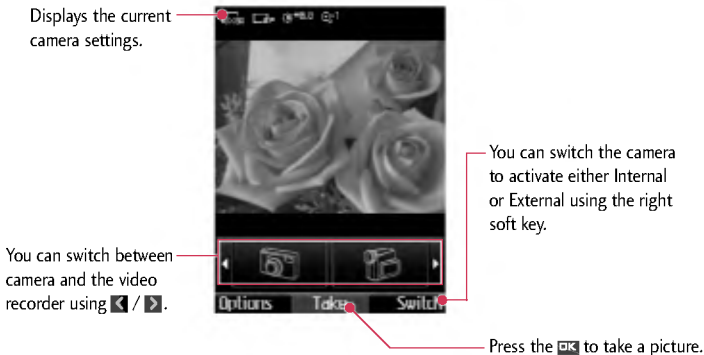 Displays the current
camera settings.
You can switch the camera
to activate either Internal
or External using the right
soft key.
You can switch between
camera and the video
recorder using < / >.
Options Take Switch
Press the OK to take a picture.